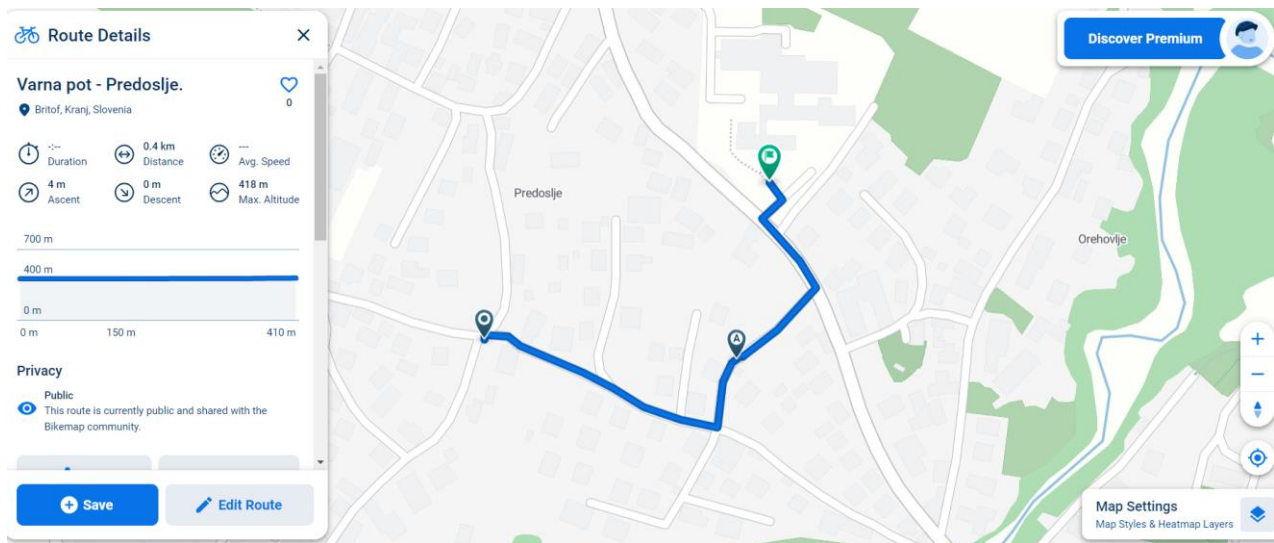 Route Details
Varna pot - Predoslje.
0
Britof, Kranj, Slovenia
-:--
Duration
0.4 km
Distance
---
Avg. Speed
4 m
Ascent
0 m
Descent
418 m
Max. Altitude
700 m
400 m
0 m
0 m 150 m 410 m
Privacy
Public
This route is currently public and shared with the
Bikemap community.
Save
Edit Route
Predoslje
A
Orehovlje
Discover Premium
+
−
Map Settings
Map Styles & Heatmap Layers